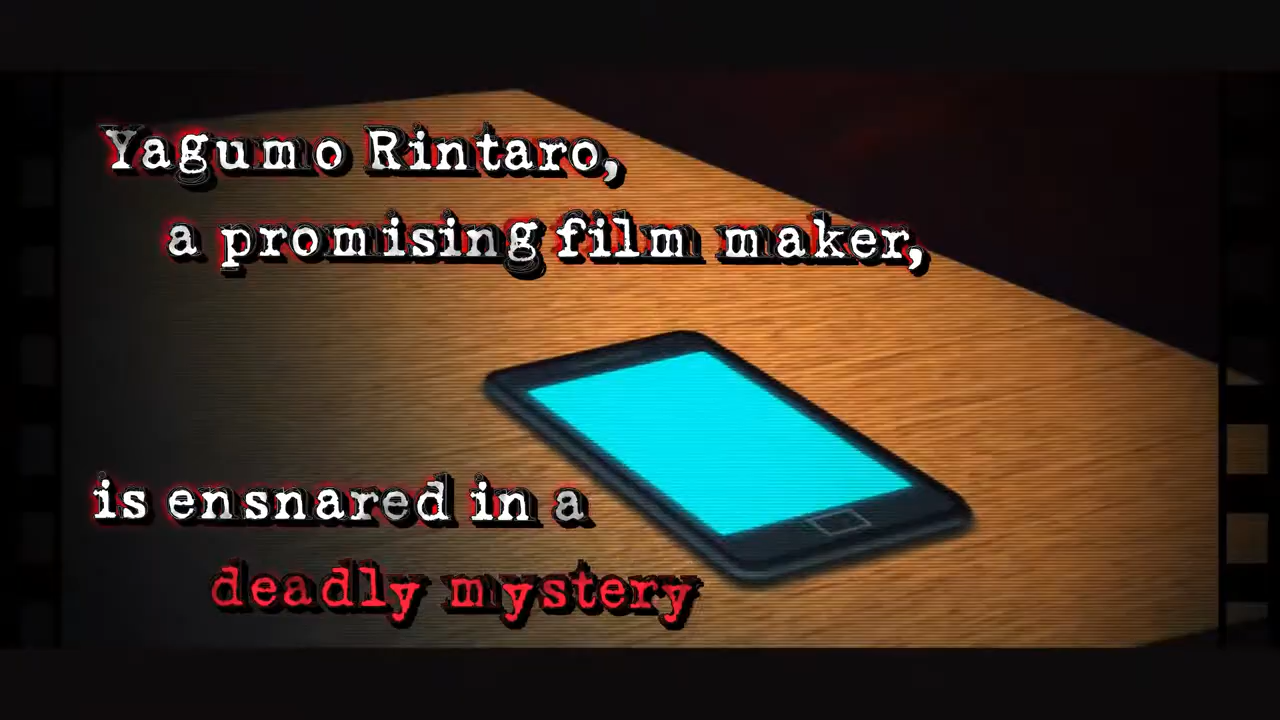 Yagumo Rintaro,
a promising film maker,
is ensnared in a
deadly mystery